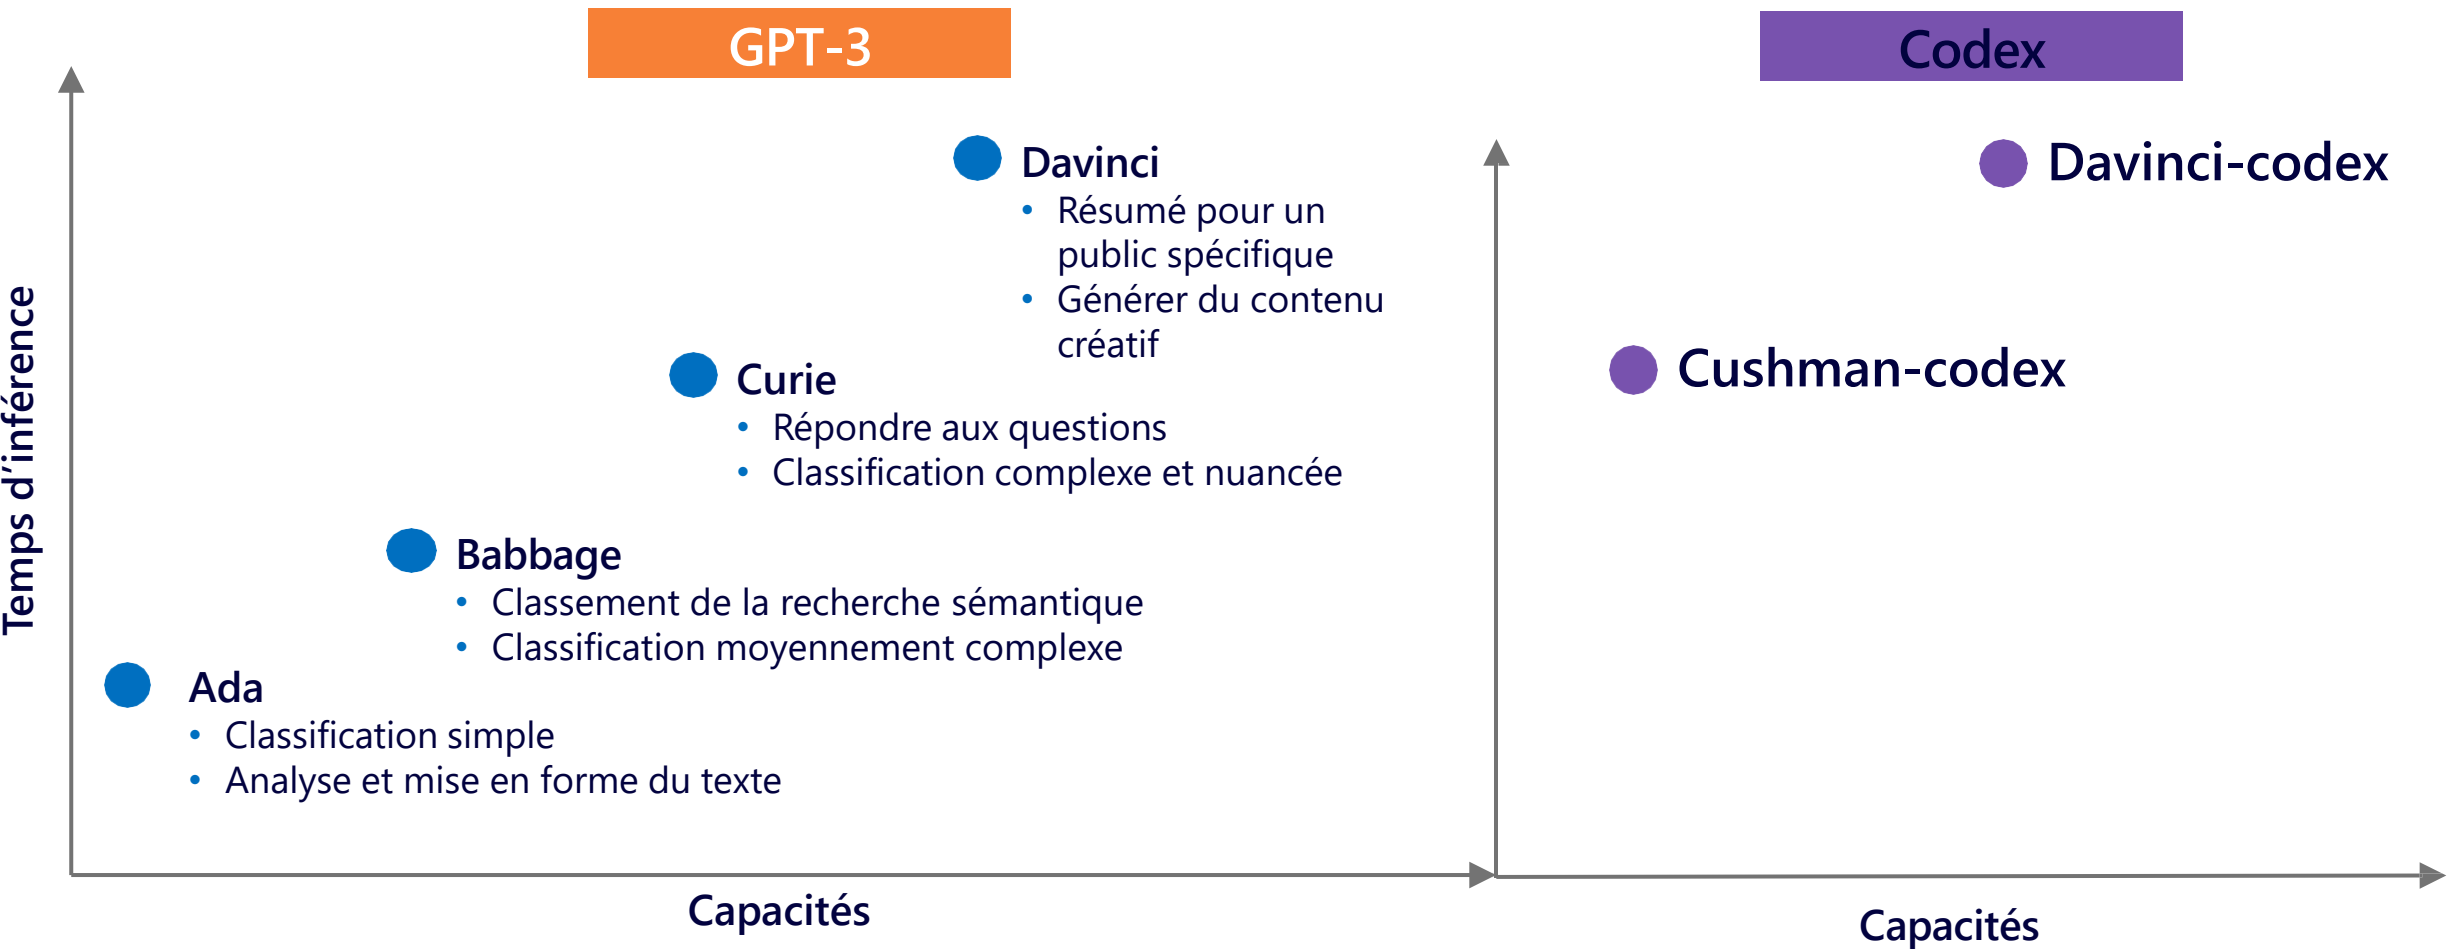 GPT-3
Temps d’inférence
Davinci
• Résumé pour un
public spécifique
• Générer du contenu
créatif
Curie
• Répondre aux questions
• Classification complexe et nuancée
Babbage
• Classement de la recherche sémantique
• Classification moyennement complexe
Ada
• Classification simple
• Analyse et mise en forme du texte
Capacités
Codex
Davinci-codex
Cushman-codex
Capacités